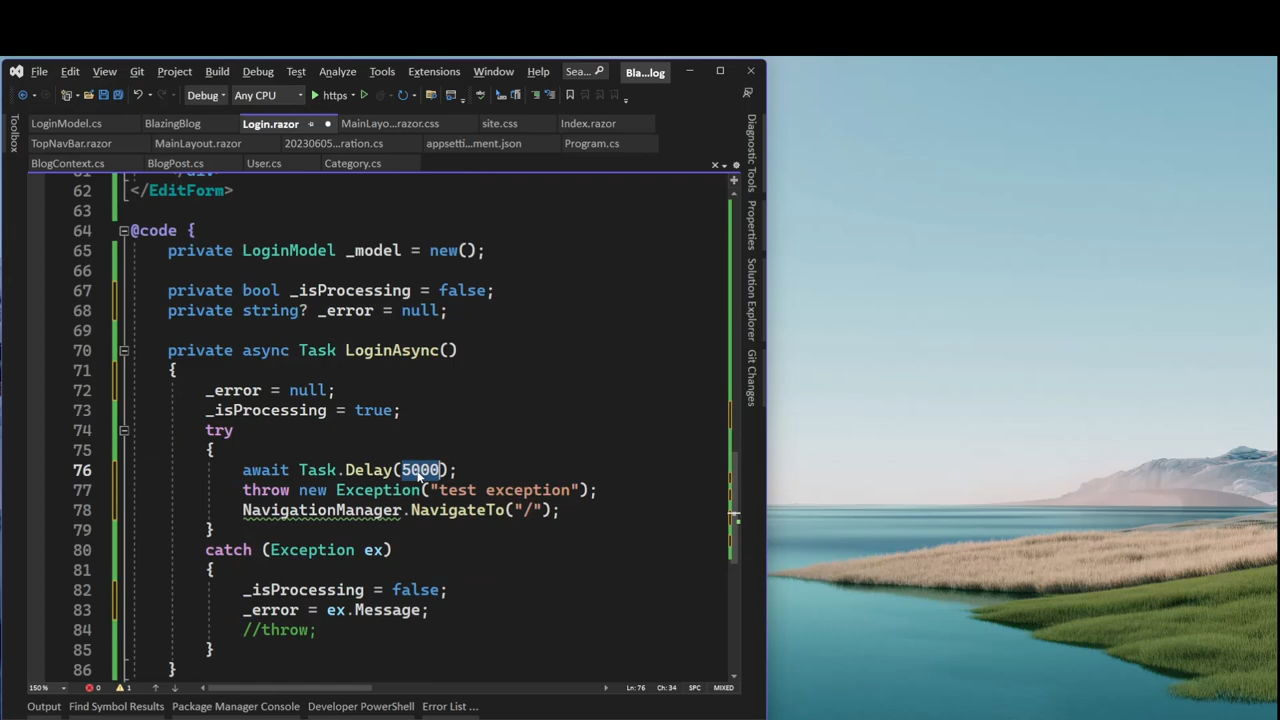 File Edit View Git Project Build Debug Test Analyze Tools Extensions Window Help Sea... Bla...log
Debug Any CPU https
LoginModel.cs BlazingBlog Login.razor MainLayo...razor.css site.css Index.razor
TopNavBar.razor MainLayout.razor 20230605...ration.cs appsetti...ment.json Program.cs
BlogContext.cs BlogPost.cs User.cs Category.cs
Toolbox
Diagnostic Tools
Properties
Solution Explorer
Git Changes
62 </EditForm>
63
64 @code {
65 private LoginModel _model = new();
66
67 private bool _isProcessing = false;
68 private string? _error = null;
69
70 private async Task LoginAsync()
71 {
72 _error = null;
73 _isProcessing = true;
74 try
75 {
76 await Task.Delay(5000);
77 throw new Exception("test exception");
78 NavigationManager.NavigateTo("/");
79 }
80 catch (Exception ex)
81 {
82 _isProcessing = false;
83 _error = ex.Message;
84 //throw;
85 }
86 }
150 % 0 1 Ln: 76 Ch: 34 SPC MIXED
Output Find Symbol Results Package Manager Console Developer PowerShell Error List ...